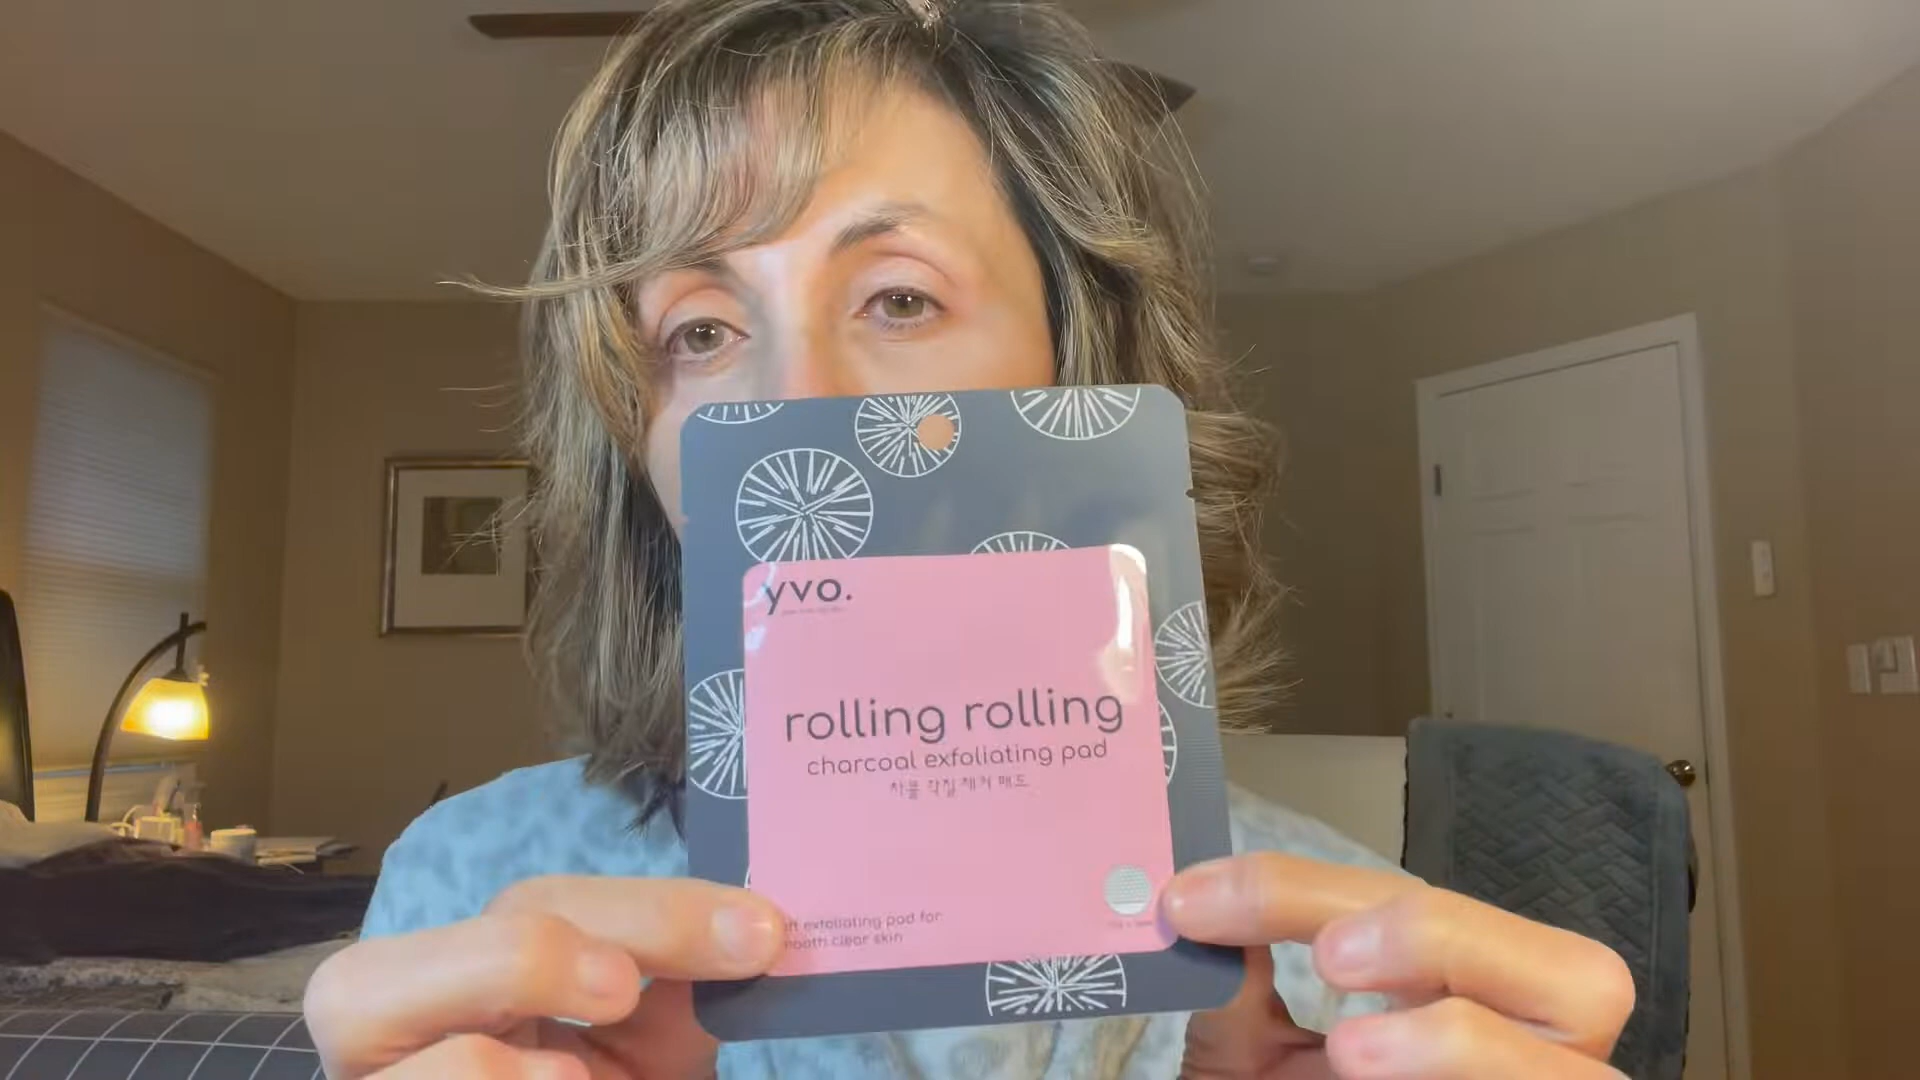 yvo.
rolling rolling
charcoal exfoliating pad
차콜 각질 제거 패드
exfoliating pad for
clear skin